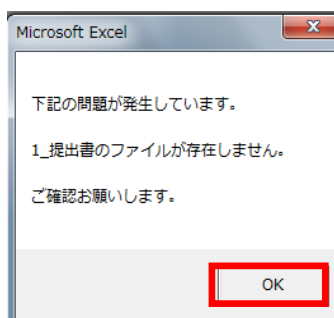 Microsoft Excel
下記の問題が発生しています。
1_提出書のファイルが存在しません。
ご確認お願いします。
OK